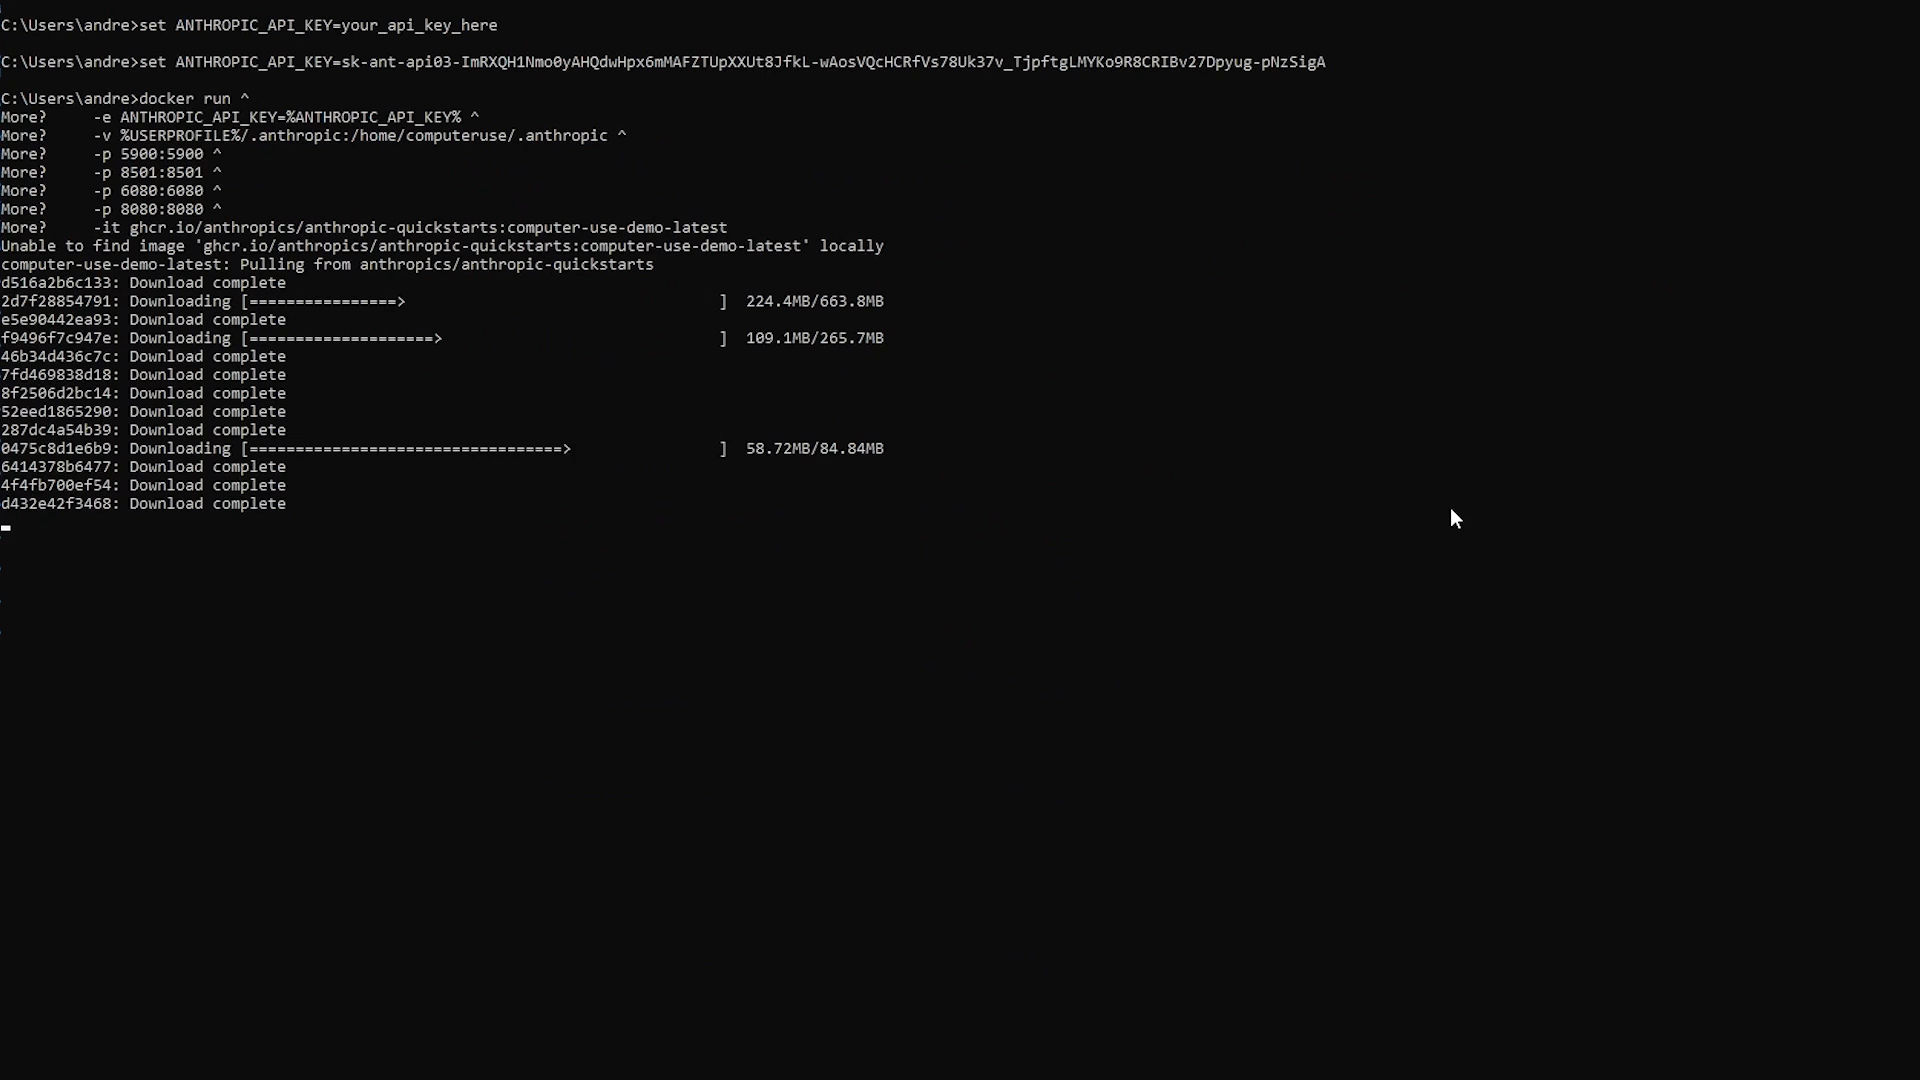 C:\Users\andre>set ANTHROPIC_API_KEY=your_api_key_here
C:\Users\andre>set ANTHROPIC_API_KEY=[API key omitted]
C:\Users\andre>docker run ^
More?     -e ANTHROPIC_API_KEY=%ANTHROPIC_API_KEY% ^
More?     -v %USERPROFILE%/.anthropic:/home/computeruse/.anthropic ^
More?     -p 5900:5900 ^
More?     -p 8501:8501 ^
More?     -p 6080:6080 ^
More?     -p 8080:8080 ^
More?     -it ghcr.io/anthropics/anthropic-quickstarts:computer-use-demo-latest
Unable to find image 'ghcr.io/anthropics/anthropic-quickstarts:computer-use-demo-latest' locally
computer-use-demo-latest: Pulling from anthropics/anthropic-quickstarts
d516a2b6c133: Download complete
2d7f28854791: Downloading [================>                                   ]  224.4MB/663.8MB
e5e90442ea93: Download complete
f9496f7c947e: Downloading [====================>                               ]  109.1MB/265.7MB
46b34d436c7c: Download complete
7fd469838d18: Download complete
8f2506d2bc14: Download complete
52eed1865290: Download complete
287dc4a54b39: Download complete
0475c8d1e6b9: Downloading [==================================>                 ]  58.72MB/84.84MB
6414378b6477: Download complete
4f4fb700ef54: Download complete
d432e42f3468: Download complete